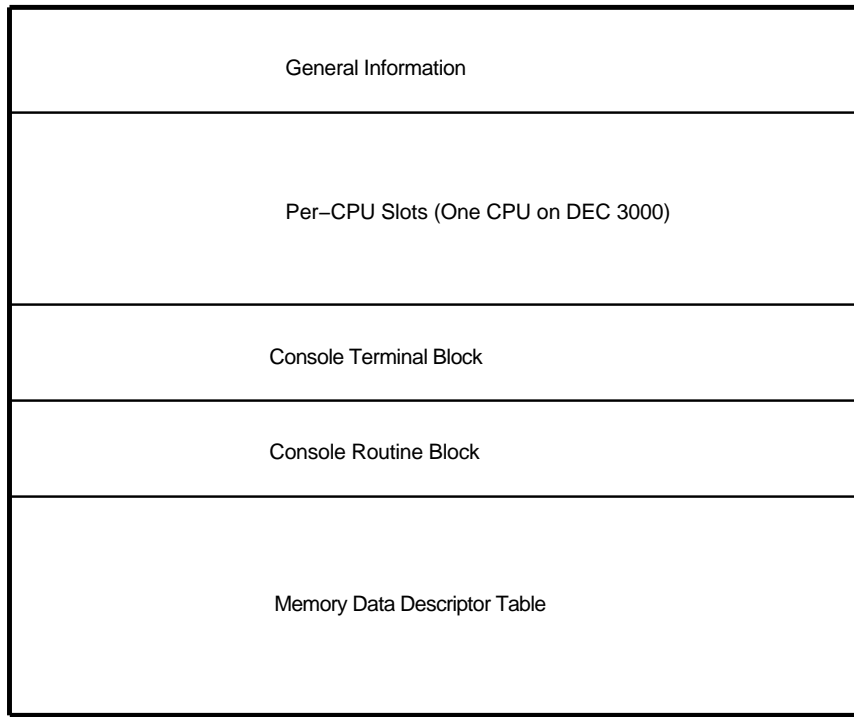 General Information
Per−CPU Slots (One CPU on DEC 3000)
Console Terminal Block
Console Routine Block
Memory Data Descriptor Table